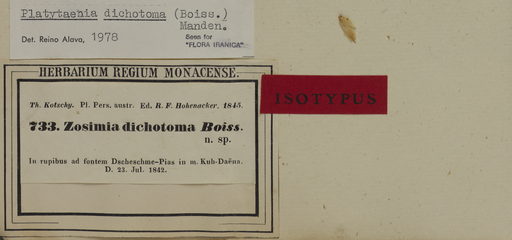 Platytaenia dichotoma (Boiss.)
Manden.
Det. Reino Alava, 1978
Seen for
"FLORA IRANICA"
HERBARIUM REGIUM MONACENSE.
Th. Kotschy. Pl. Pers. austr. Ed. R. F. Hohenacker. 1845.
733. Zosimia dichotoma Boiss.
n. sp.
In rupibus ad fontem Dscheschme-Pias in m. Kuh-Daëna.
D. 23. Jul. 1842.
ISOTYPUS